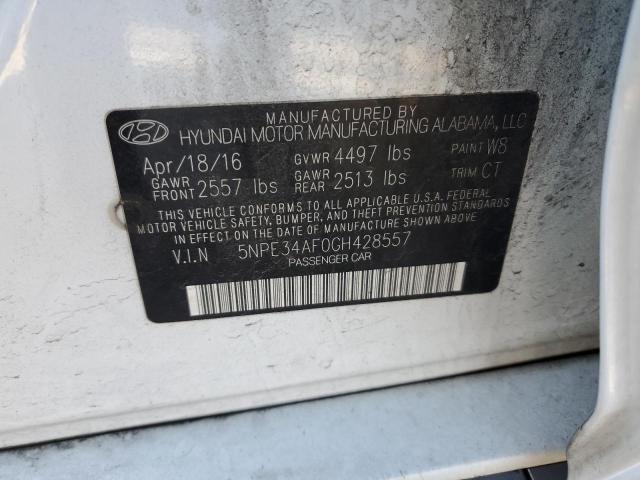 MANUFACTURED BY
HYUNDAI MOTOR MANUFACTURING ALABAMA, LLC
Apr/18/16 GVWR 4497 lbs PAINT W8
GAWR FRONT 2557 lbs GAWR REAR 2513 lbs TRIM CT
THIS VEHICLE CONFORMS TO ALL APPLICABLE U.S.A. FEDERAL
MOTOR VEHICLE SAFETY, BUMPER, AND THEFT PREVENTION STANDARDS
IN EFFECT ON THE DATE OF MANUFACTURE SHOWN ABOVE.
V.I.N 5NPE34AF0GH428557
PASSENGER CAR